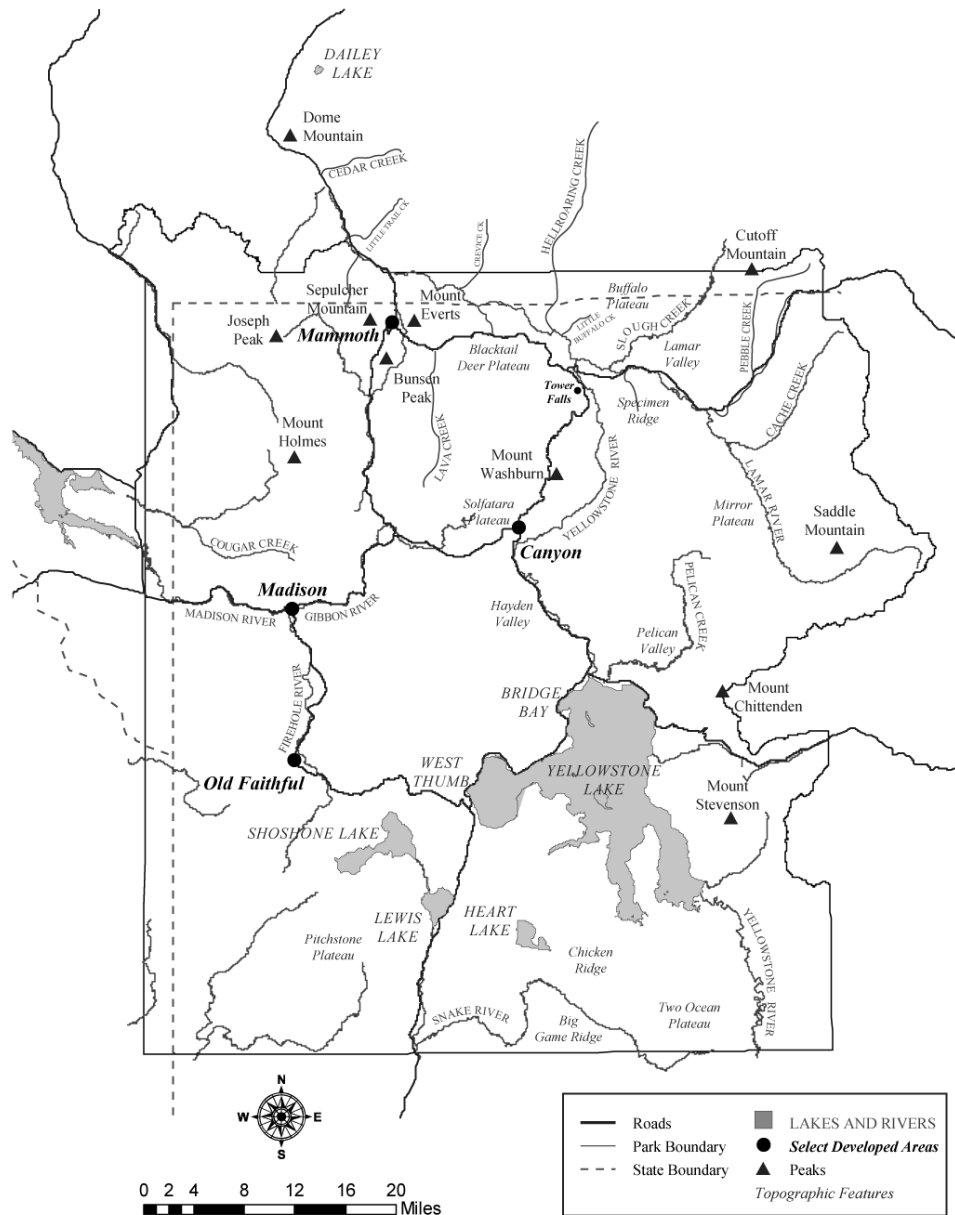 DAILEY
LAKE
Dome
Mountain
CEDAR CREEK
LITTLE TRAIL CK
CREVICE CK
HELLROARING CREEK
Cutoff
Mountain
Sepulcher
Mountain
Mount
Everts
Buffalo
Plateau
Joseph
Peak
Mammoth
LITTLE
BUFFALO CK
SLOUGH CREEK
PEBBLE CREEK
Blacktail
Deer Plateau
Lamar
Valley
Bunsen
Peak
Tower
Falls
Specimen
Ridge
CACHE CREEK
Mount
Holmes
LAVA CREEK
Mount
Washburn
YELLOWSTONE RIVER
LAMAR RIVER
Solfatara
Plateau
Mirror
Plateau
Saddle
Mountain
COUGAR CREEK
Canyon
Madison
MADISON RIVER
GIBBON RIVER
Hayden
Valley
PELICAN CREEK
Pelican
Valley
FIREHOLE RIVER
BRIDGE
BAY
Mount
Chittenden
Old Faithful
WEST
THUMB
YELLOWSTONE
LAKE
Mount
Stevenson
SHOSHONE LAKE
LEWIS
LAKE
HEART
LAKE
Pitchstone
Plateau
Chicken
Ridge
YELLOWSTONE RIVER
SNAKE RIVER
Big
Game Ridge
Two Ocean
Plateau
N
W E
S
0 2 4 8 12 16 20
Miles
Roads
Park Boundary
State Boundary
LAKES AND RIVERS
Select Developed Areas
Peaks
Topographic Features